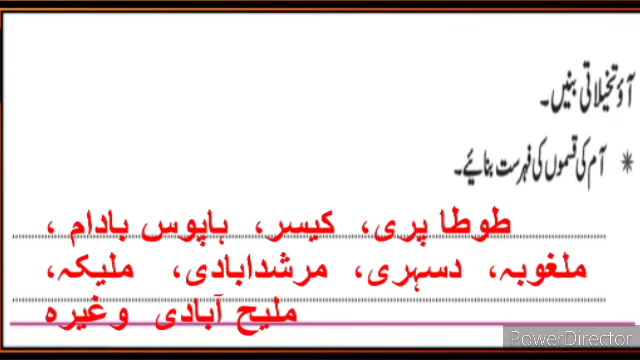 آؤ تخیلاتی بنیں۔
* آم کی قسموں کی فہرست بنائیے۔
طوطا پری، کیسر، ہاپوس بادام ،
ملغوبہ، دسہری، مرشدابادی، ملیکہ،
ملیح آبادی وغیرہ
PowerDirector